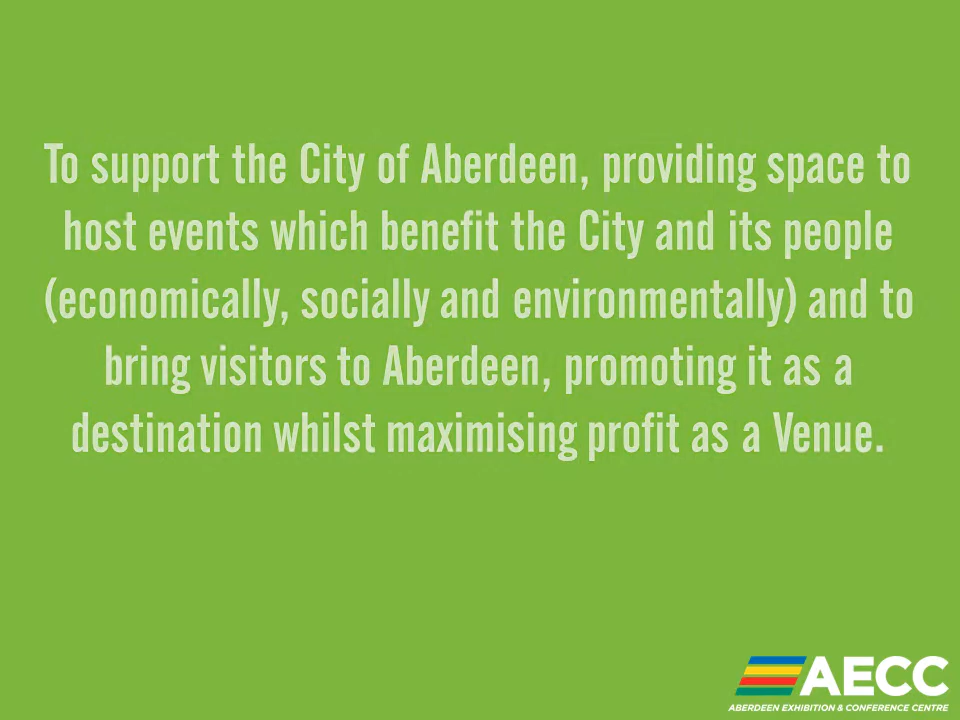 To support the City of Aberdeen, providing space to
host events which benefit the City and its people
(economically, socially and environmentally) and to
bring visitors to Aberdeen, promoting it as a
destination whilst maximising profit as a Venue.
AECC
ABERDEEN EXHIBITION & CONFERENCE CENTRE